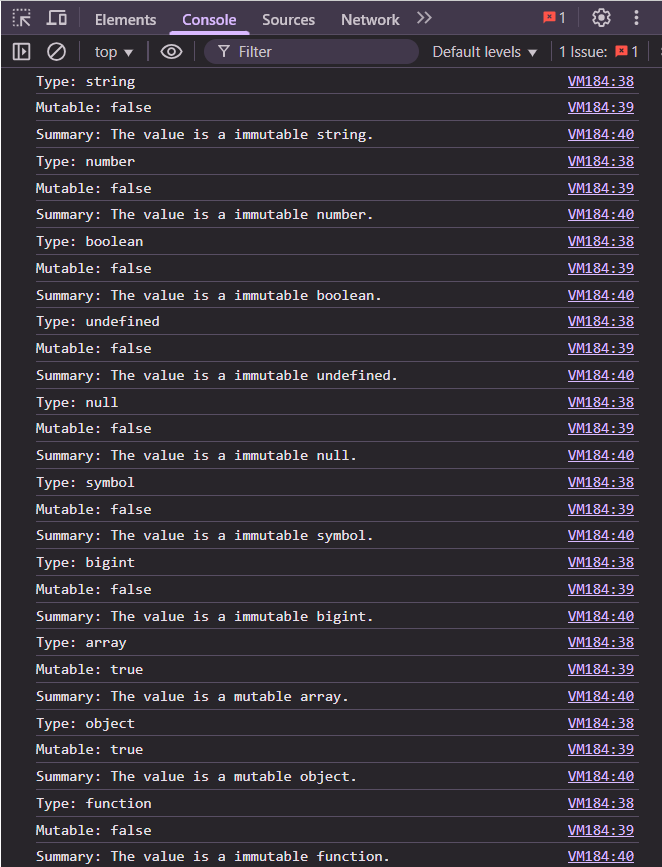 Elements Console Sources Network 1
top Filter Default levels 1 Issue: 1
Type: string VM184:38
Mutable: false VM184:39
Summary: The value is a immutable string. VM184:40
Type: number VM184:38
Mutable: false VM184:39
Summary: The value is a immutable number. VM184:40
Type: boolean VM184:38
Mutable: false VM184:39
Summary: The value is a immutable boolean. VM184:40
Type: undefined VM184:38
Mutable: false VM184:39
Summary: The value is a immutable undefined. VM184:40
Type: null VM184:38
Mutable: false VM184:39
Summary: The value is a immutable null. VM184:40
Type: symbol VM184:38
Mutable: false VM184:39
Summary: The value is a immutable symbol. VM184:40
Type: bigint VM184:38
Mutable: false VM184:39
Summary: The value is a immutable bigint. VM184:40
Type: array VM184:38
Mutable: true VM184:39
Summary: The value is a mutable array. VM184:40
Type: object VM184:38
Mutable: true VM184:39
Summary: The value is a mutable object. VM184:40
Type: function VM184:38
Mutable: false VM184:39
Summary: The value is a immutable function. VM184:40